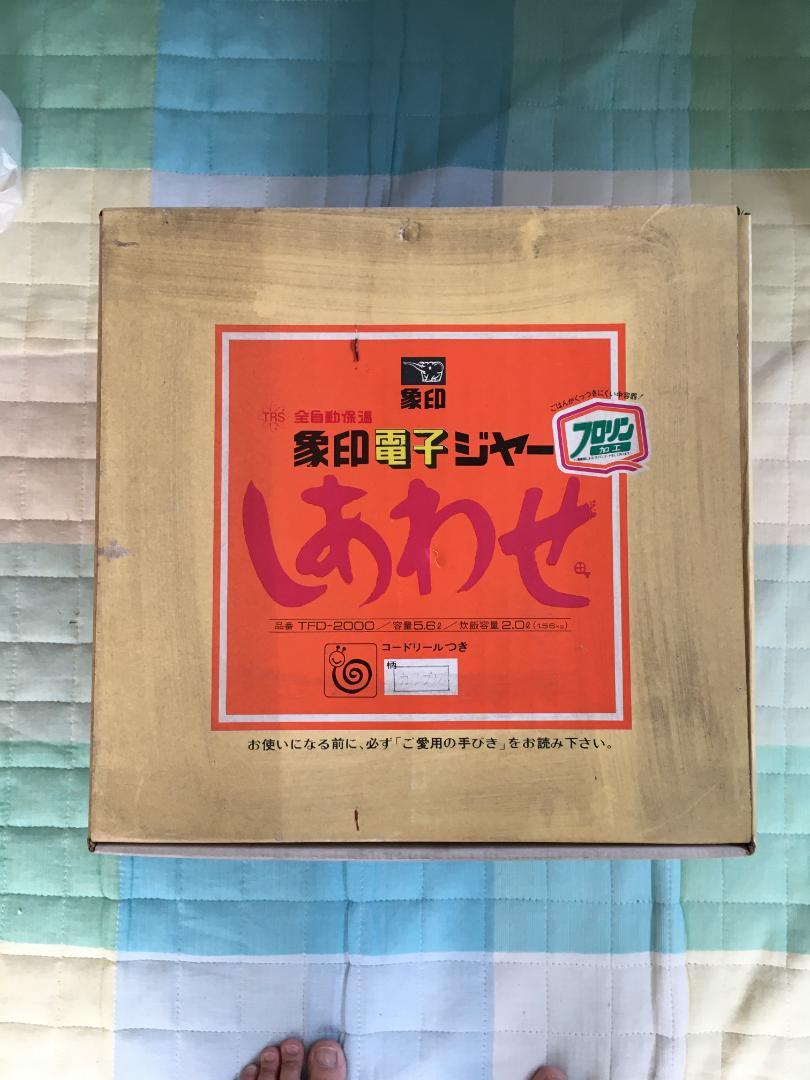 象印
ごはんがくっつきにくい中容器!
TRS 全自動保温
象印電子ジャー
フロリン
加工
しあわせ
品番 TFD-2000／容量5.6ℓ／炊飯容量2.0ℓ(1.56kg)
コードリールつき
柄
お使いになる前に、必ず「ご愛用の手びき」をお読み下さい。